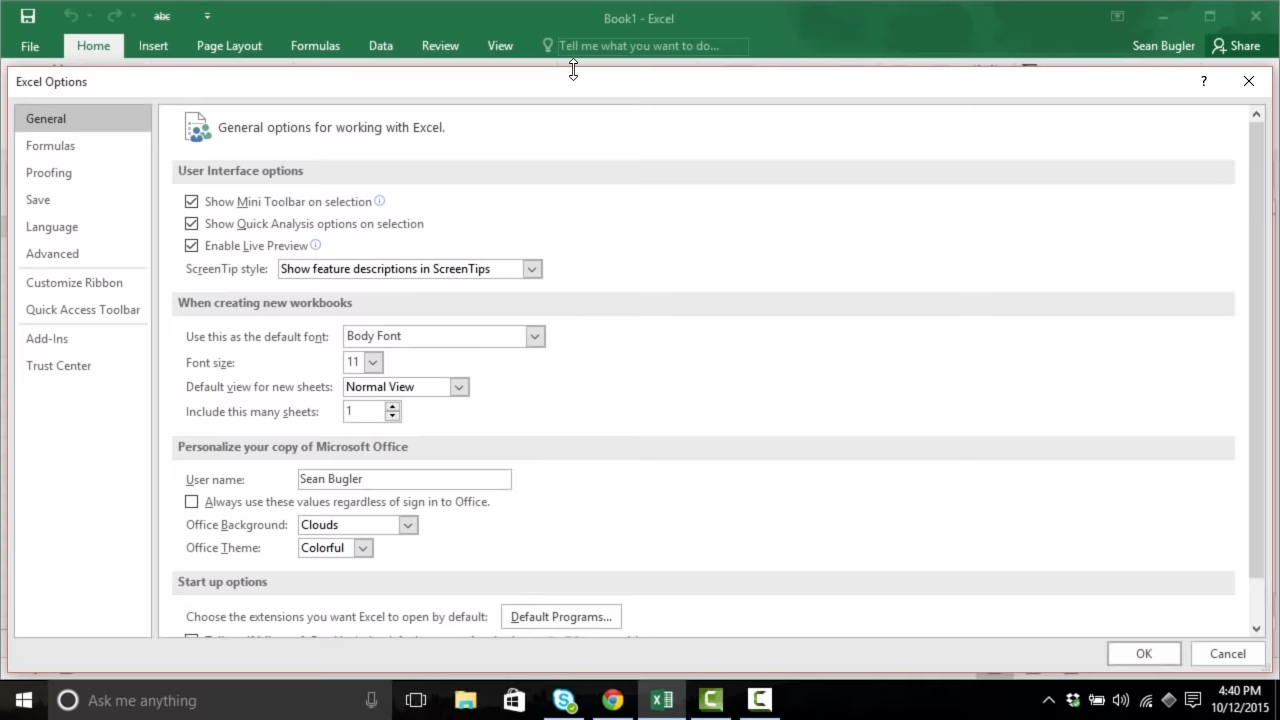 abc
Book1 - Excel
File
Home
Insert
Page Layout
Formulas
Data
Review
View
Tell me what you want to do...
Sean Bugler
Share
Excel Options
?
General
Formulas
Proofing
Save
Language
Advanced
Customize Ribbon
Quick Access Toolbar
Add-Ins
Trust Center
General options for working with Excel.
User Interface options
Show Mini Toolbar on selection
Show Quick Analysis options on selection
Enable Live Preview
ScreenTip style: Show feature descriptions in ScreenTips
When creating new workbooks
Use this as the default font: Body Font
Font size: 11
Default view for new sheets: Normal View
Include this many sheets: 1
Personalize your copy of Microsoft Office
User name: Sean Bugler
Always use these values regardless of sign in to Office.
Office Background: Clouds
Office Theme: Colorful
Start up options
Choose the extensions you want Excel to open by default: Default Programs...
OK
Cancel
Ask me anything
4:40 PM
10/12/2015